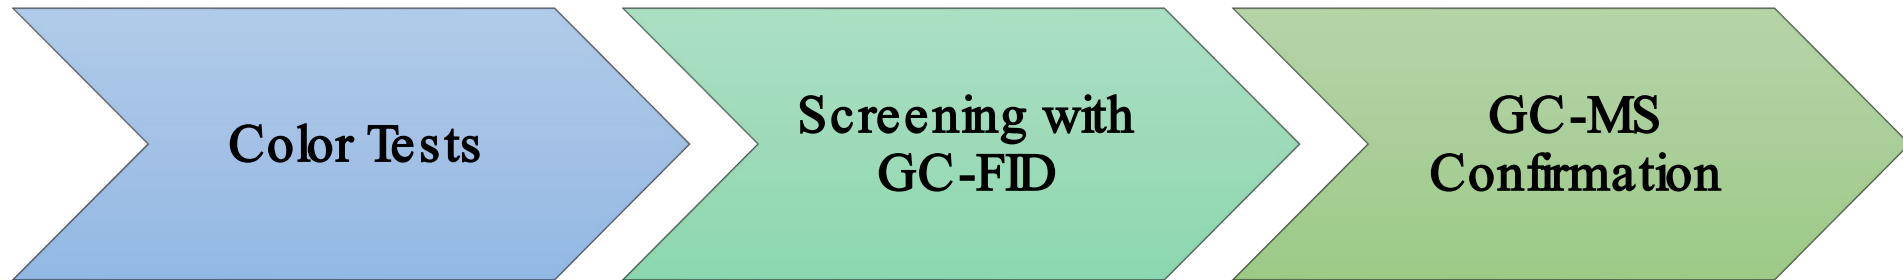 Color Tests
Screening with
GC-FID
GC-MS
Confirmation